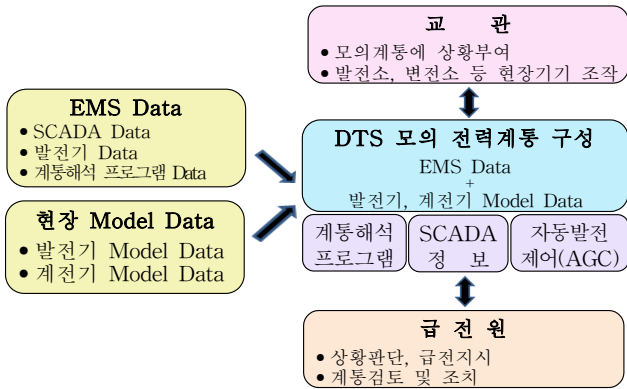 교 관
• 모의계통에 상황부여
• 발전소, 변전소 등 현장기기 조작
EMS Data
• SCADA Data
• 발전기 Data
• 계통해석 프로그램 Data
현장 Model Data
• 발전기 Model Data
• 계전기 Model Data
DTS 모의 전력계통 구성
EMS Data
+
발전기, 계전기 Model Data
계통해석
프로그램
SCADA
정 보
자동발전
제어(AGC)
급 전 원
• 상황판단, 급전지시
• 계통검토 및 조치